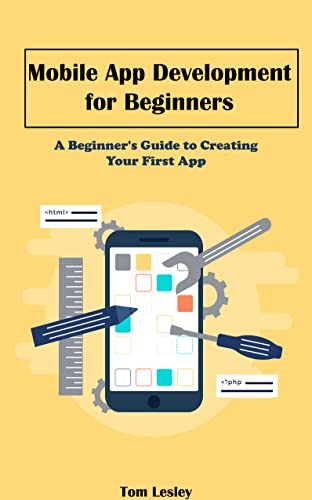 Mobile App Development
for Beginners
A Beginner's Guide to Creating
Your First App
<html>
<?php
Tom Lesley